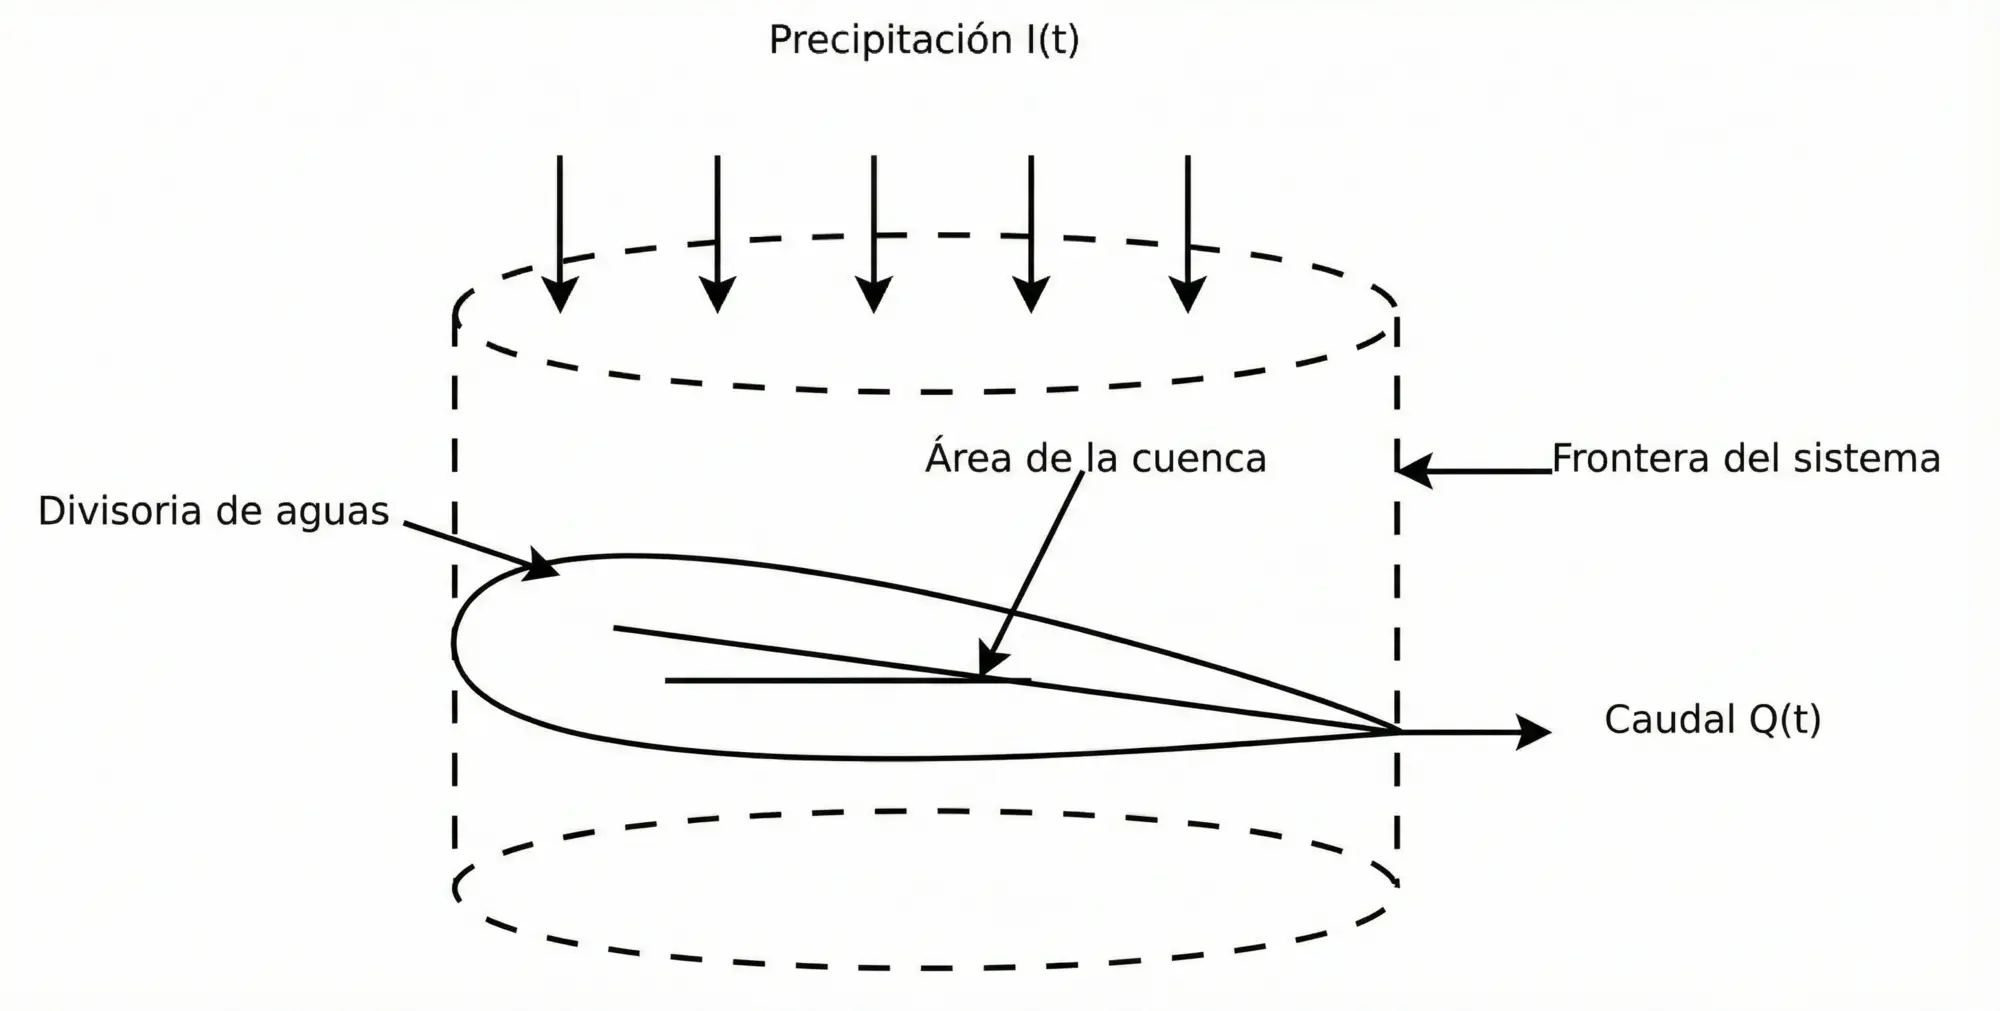 Precipitación I(t)
Área de la cuenca
Frontera del sistema
Divisoria de aguas
Caudal Q(t)